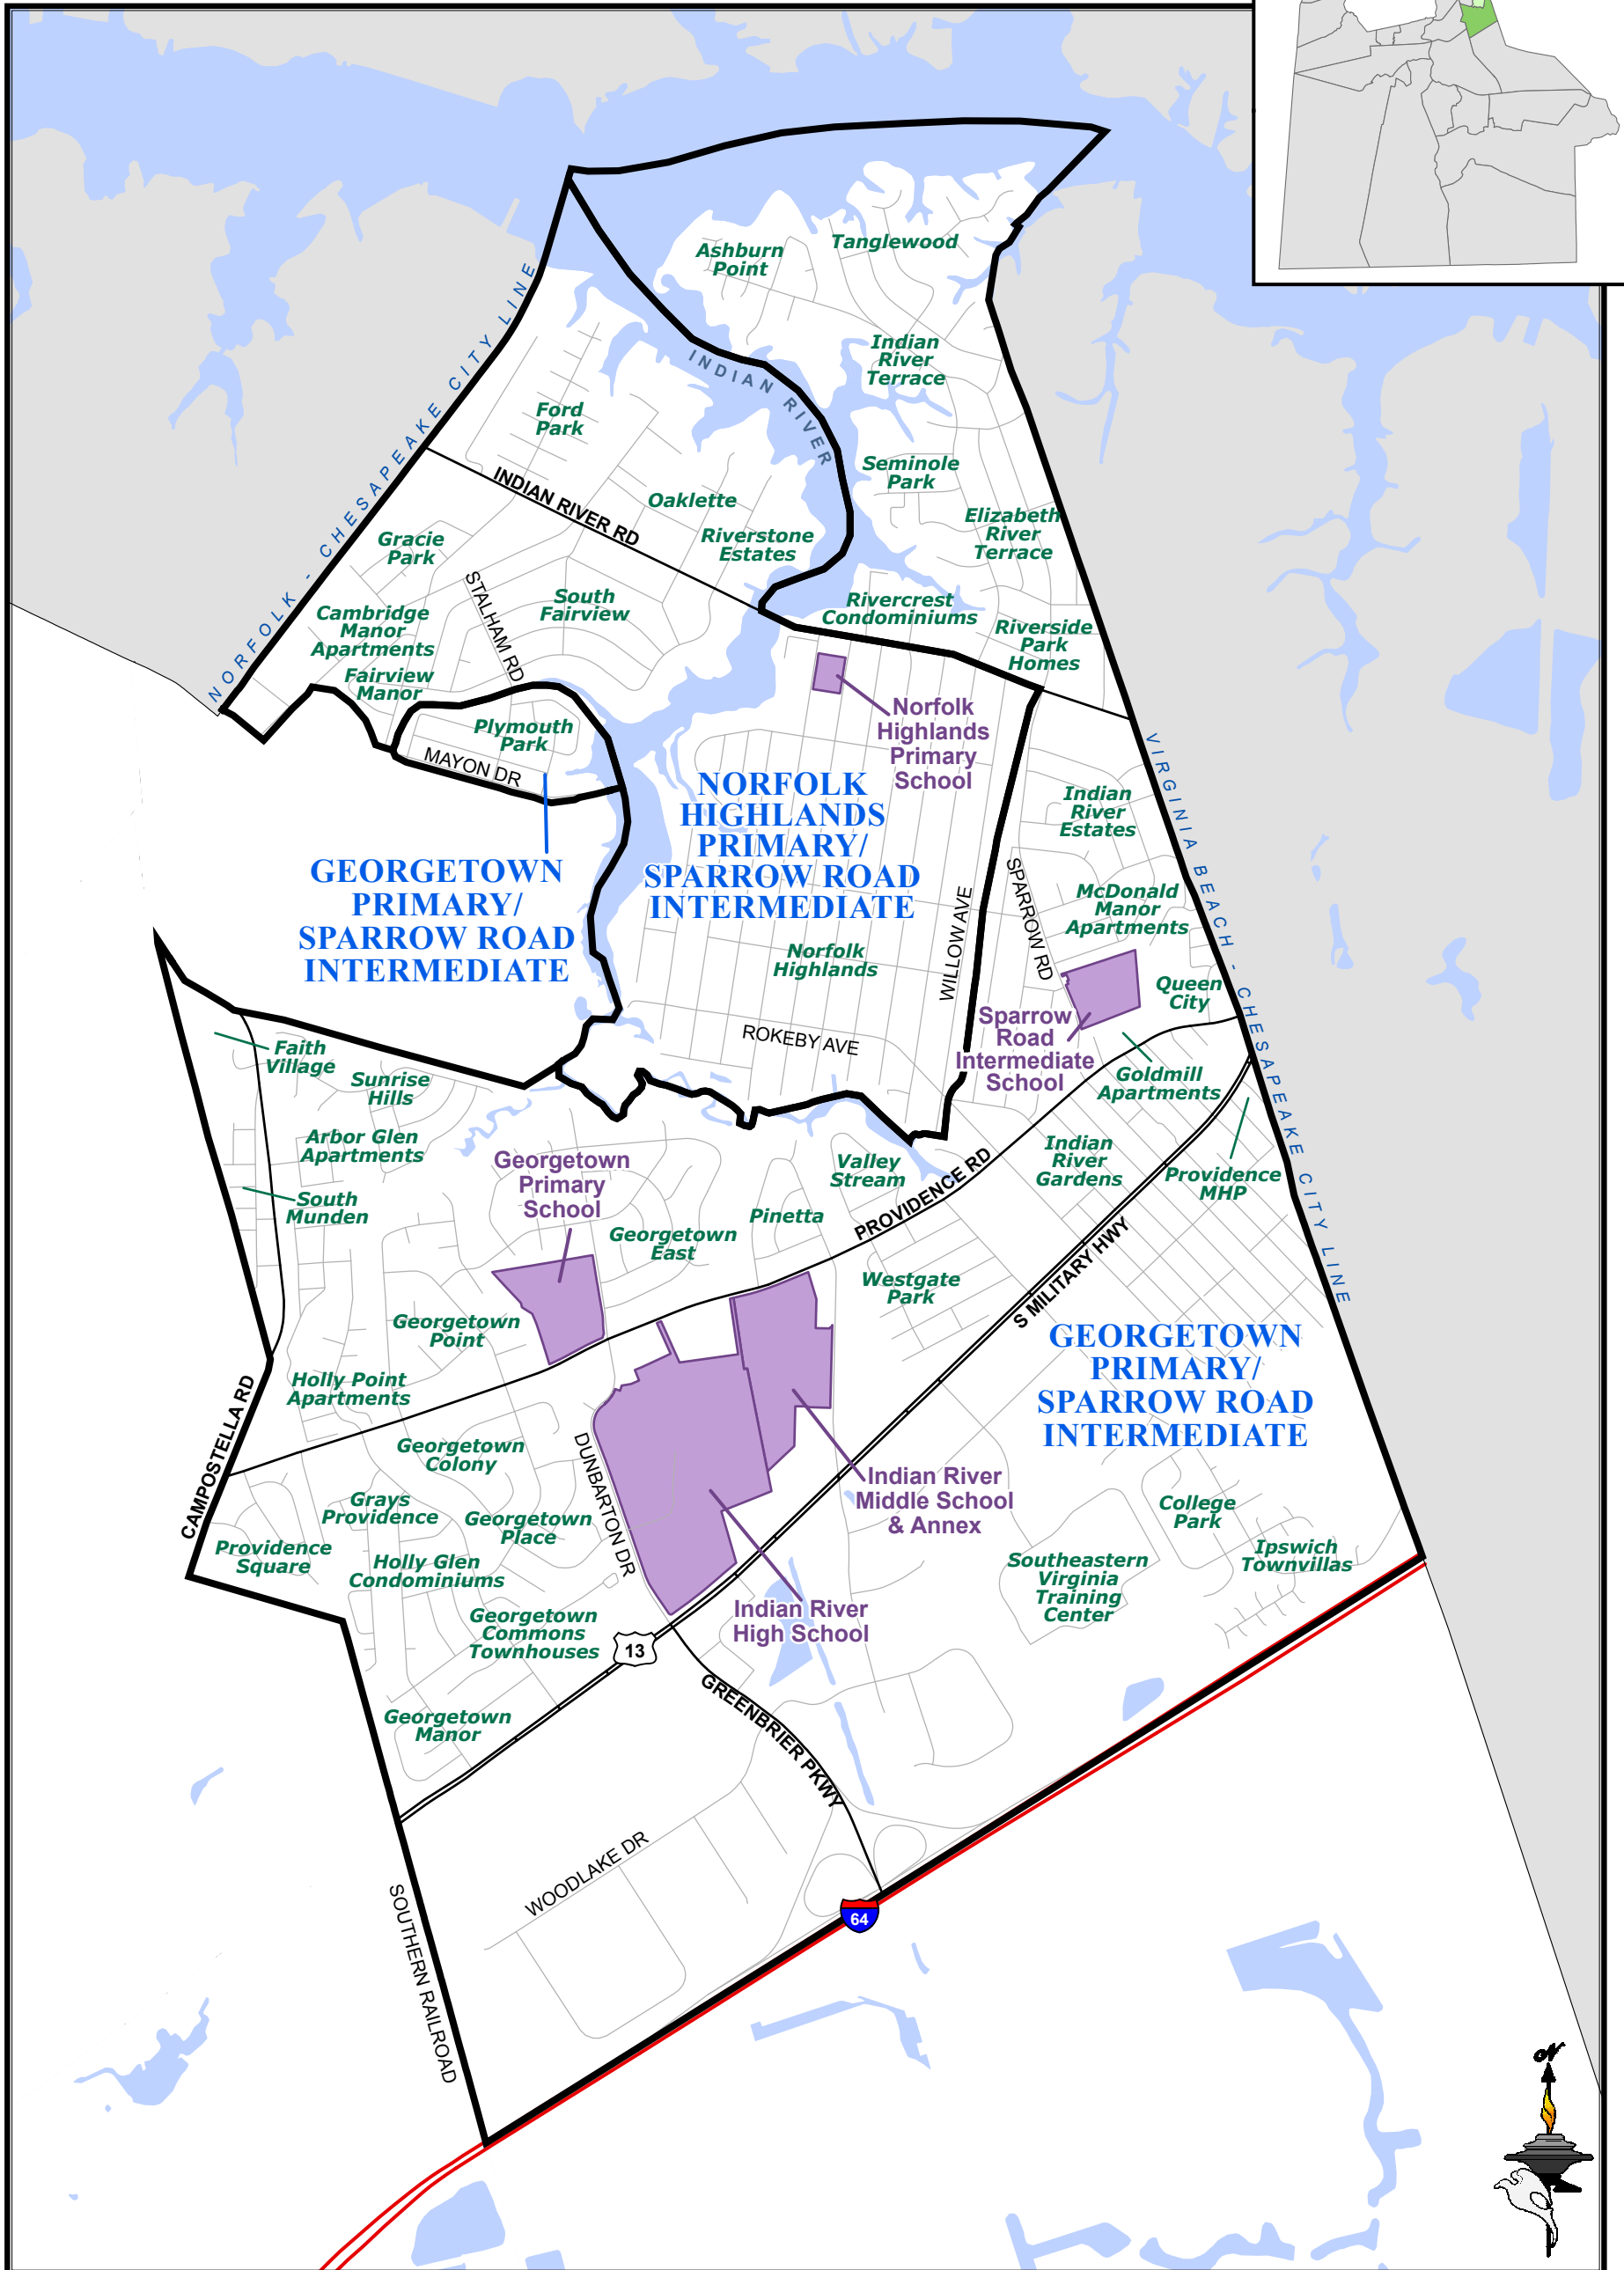 Ashburn
Point
Tanglewood
NORFOLK - CHESAPEAKE CITY LINE
INDIAN RIVER
Indian
River
Terrace
Ford
Park
Seminole
Park
INDIAN RIVER RD
Oaklette
Riverstone
Estates
Elizabeth
River
Terrace
Gracie
Park
STALHAM RD
South
Fairview
Rivercrest
Condominiums
Cambridge
Manor
Apartments
Riverside
Park
Homes
Fairview
Manor
Norfolk
Highlands
Primary
School
Plymouth
Park
MAYON DR
VIRGINIA BEACH - CHESAPEAKE CITY LINE
NORFOLK
HIGHLANDS
PRIMARY/
SPARROW ROAD
INTERMEDIATE
Indian
River
Estates
GEORGETOWN
PRIMARY/
SPARROW ROAD
INTERMEDIATE
SPARROW RD
WILLOW AVE
McDonald
Manor
Apartments
Norfolk
Highlands
Queen
City
Sparrow
Road
Intermediate
School
ROKEBY AVE
Faith
Village
Sunrise
Hills
Goldmill
Apartments
Arbor Glen
Apartments
Georgetown
Primary
School
Valley
Stream
PROVIDENCE RD
Indian
River
Gardens
Providence
MHP
South
Munden
Georgetown
East
Pinetta
Westgate
Park
S MILITARY HWY
Georgetown
Point
GEORGETOWN
PRIMARY/
SPARROW ROAD
INTERMEDIATE
Holly Point
Apartments
CAMPOSTELLA RD
Georgetown
Colony
DUNBARTON DR
Indian River
Middle School
& Annex
Grays
Providence
Georgetown
Place
College
Park
Providence
Square
Holly Glen
Condominiums
Southeastern
Virginia
Training
Center
Ipswich
Townvillas
Georgetown
Commons
Townhouses
Indian River
High School
13
GREENBRIER PKWY
Georgetown
Manor
WOODLAKE DR
SOUTHERN RAILROAD
64
N